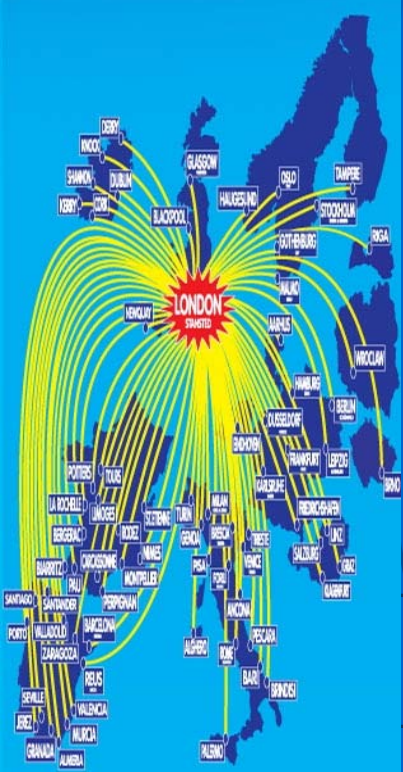 DERRY
KNOCK
SHANNON
DUBLIN
KERRY
CORK
GLASGOW
BLACKPOOL
HAUGESUND
OSLO
TAMPERE
STOCKHOLM
GOTHENBURG
RIGA
MALMO
AARHUS
LONDON
STANSTED
NEWQUAY
WROCLAW
HAMBURG
BERLIN
DUSSELDORF
EINDHOVEN
FRANKFURT
LEIPZIG
BRNO
KARLSRUHE
FRIEDRICHSHAFEN
LINZ
SALZBURG
GRAZ
KLAGENFURT
POITIERS
TOURS
LA ROCHELLE
LIMOGES
ST.ETIENNE
BERGERAC
RODEZ
NIMES
BIARRITZ
CARCASSONNE
MONTPELLIER
PAU
PERPIGNAN
TURIN
MILAN
GENOA
BRESCIA
TRIESTE
VENICE
PISA
FORLI
ANCONA
PESCARA
ALGHERO
ROME
BARI
BRINDISI
PALERMO
SANTIAGO
SANTANDER
PORTO
VALLADOLID
BARCELONA
ZARAGOZA
REUS
SEVILLE
VALENCIA
JEREZ
MURCIA
GRANADA
ALMERIA